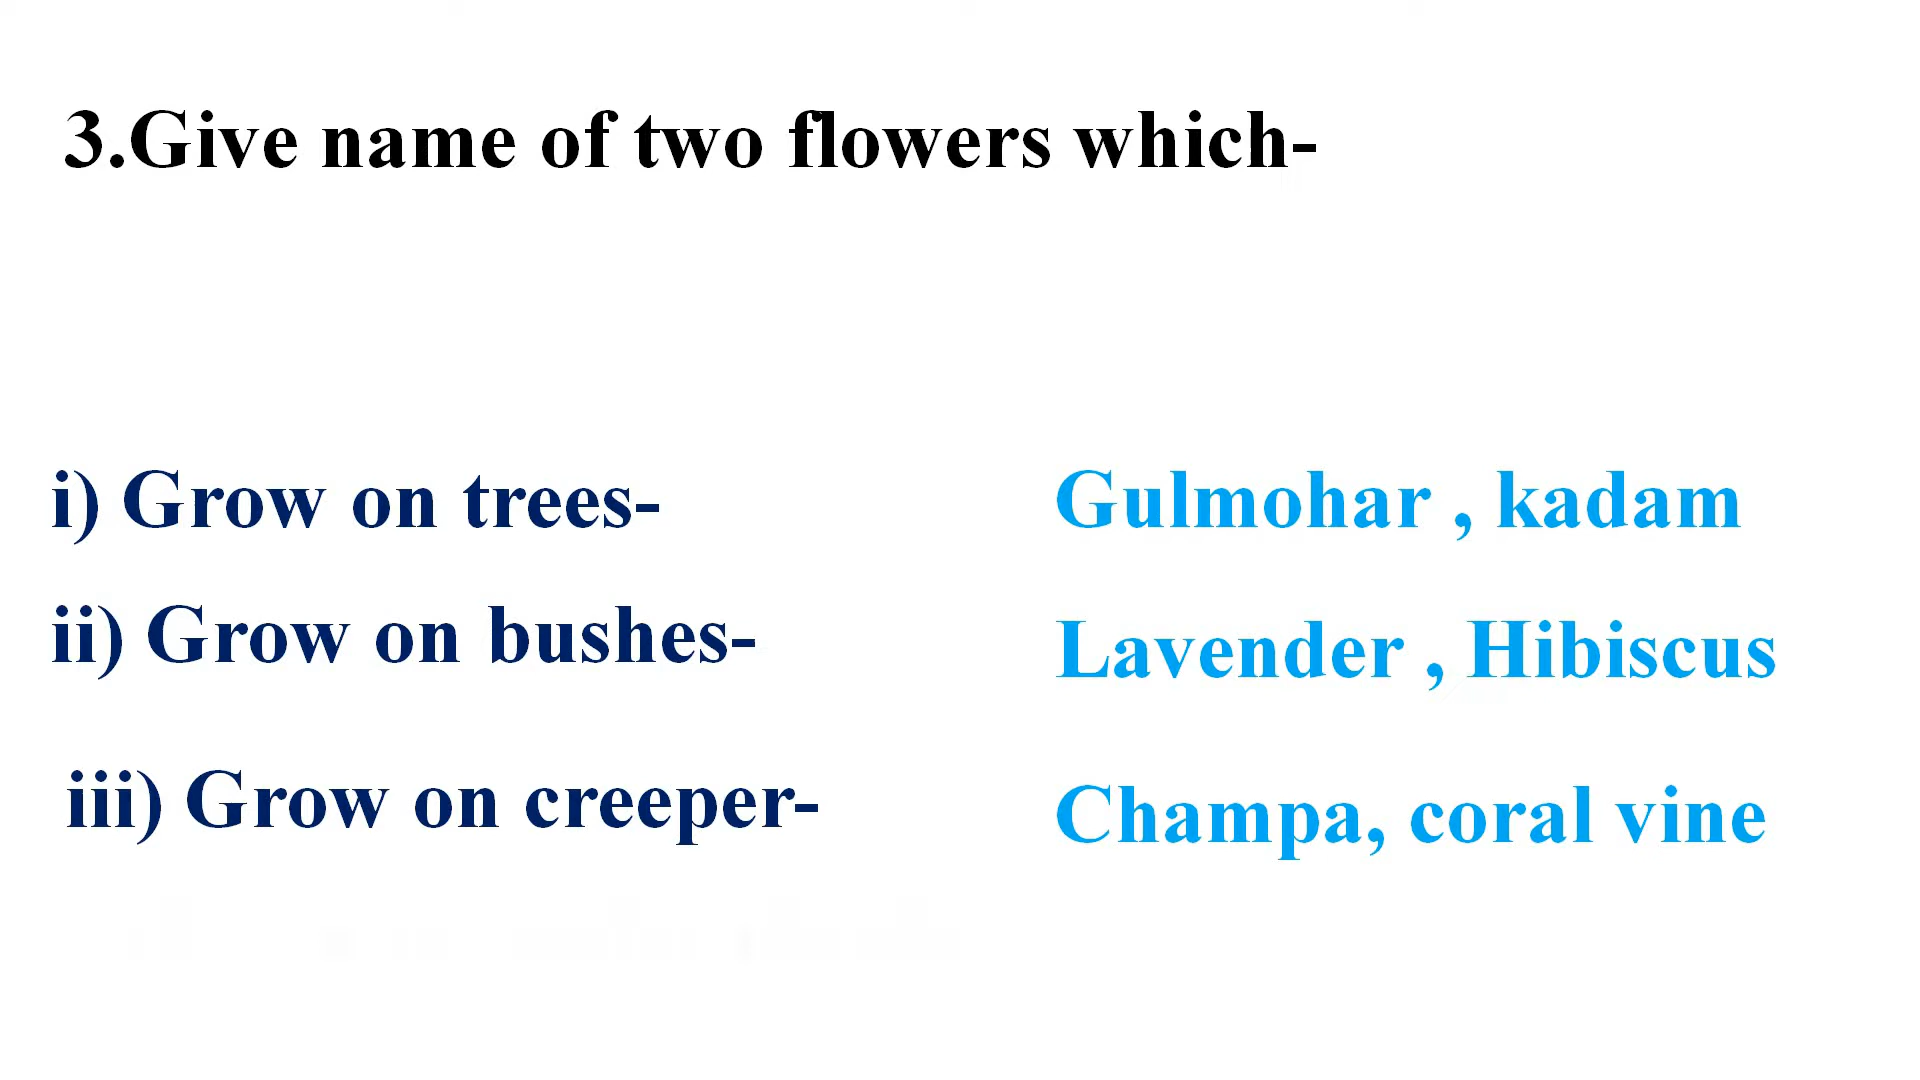 3.Give name of two flowers which-
i) Grow on trees- Gulmohar , kadam
ii) Grow on bushes- Lavender , Hibiscus
iii) Grow on creeper- Champa, coral vine